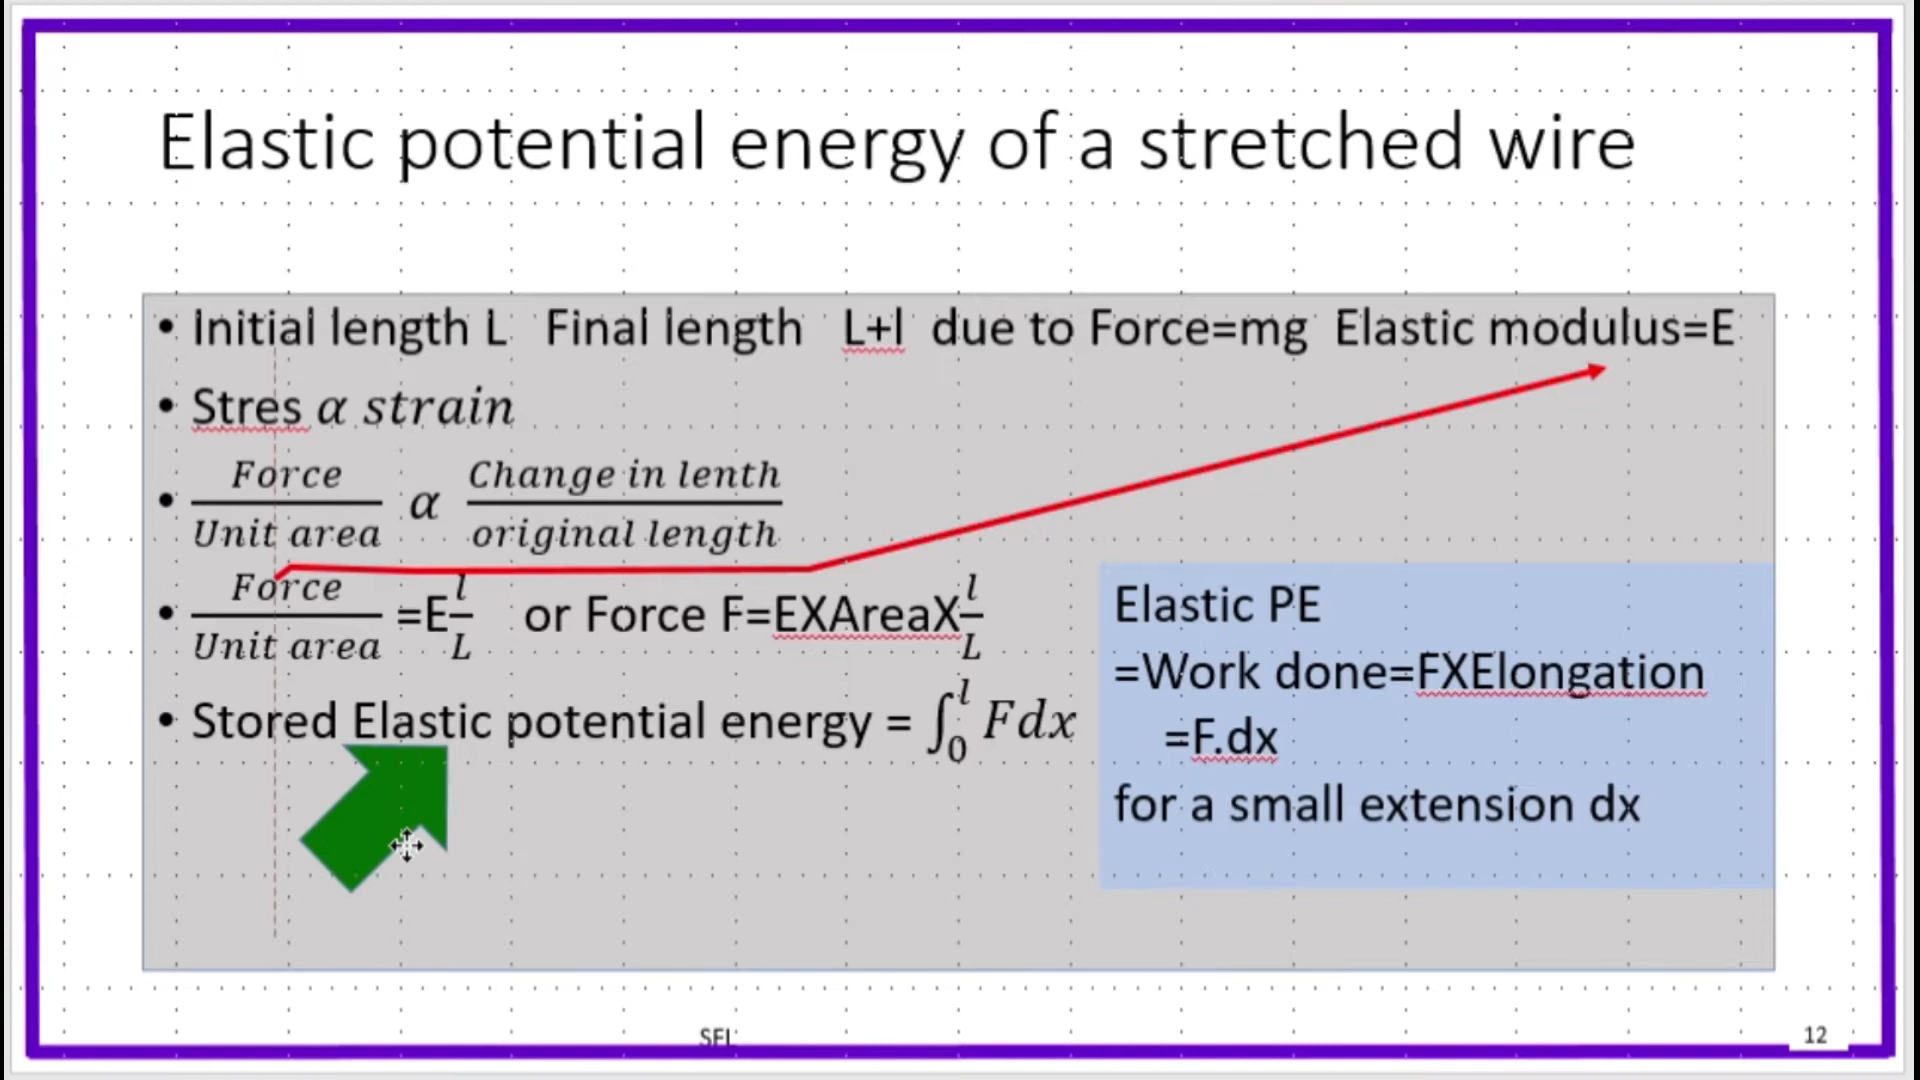 Elastic potential energy of a stretched wire
• Initial length L Final length L+l due to Force=mg Elastic modulus=E
• Stres α strain
• Force/Unit area α Change in lenth/original length
• Force/Unit area =E l/L or Force F=EXAreaX l/L
• Stored Elastic potential energy = ∫₀ˡ Fdx
Elastic PE
=Work done=FXElongation
=F.dx
for a small extension dx
SEL
12